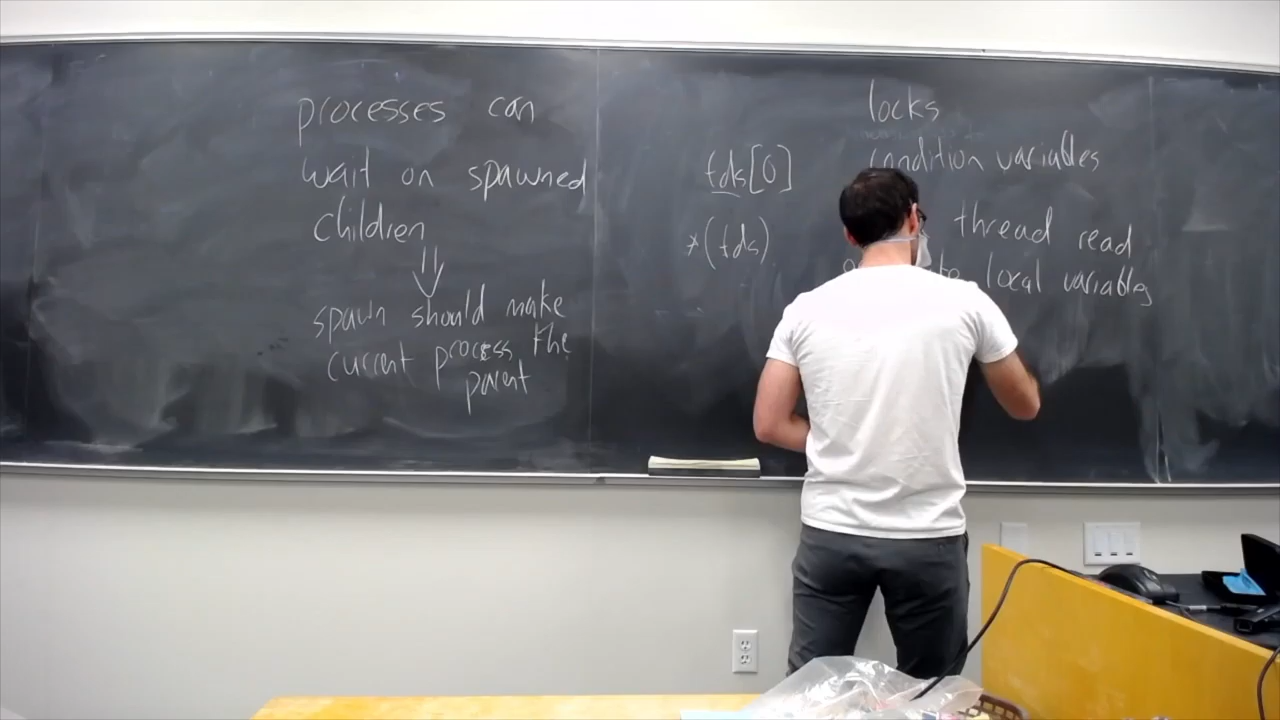 processes can
wait on spawned
children
spawn should make
current process the
parent
fds[0]
*(fds)
locks
condition variables
thread read
local variables